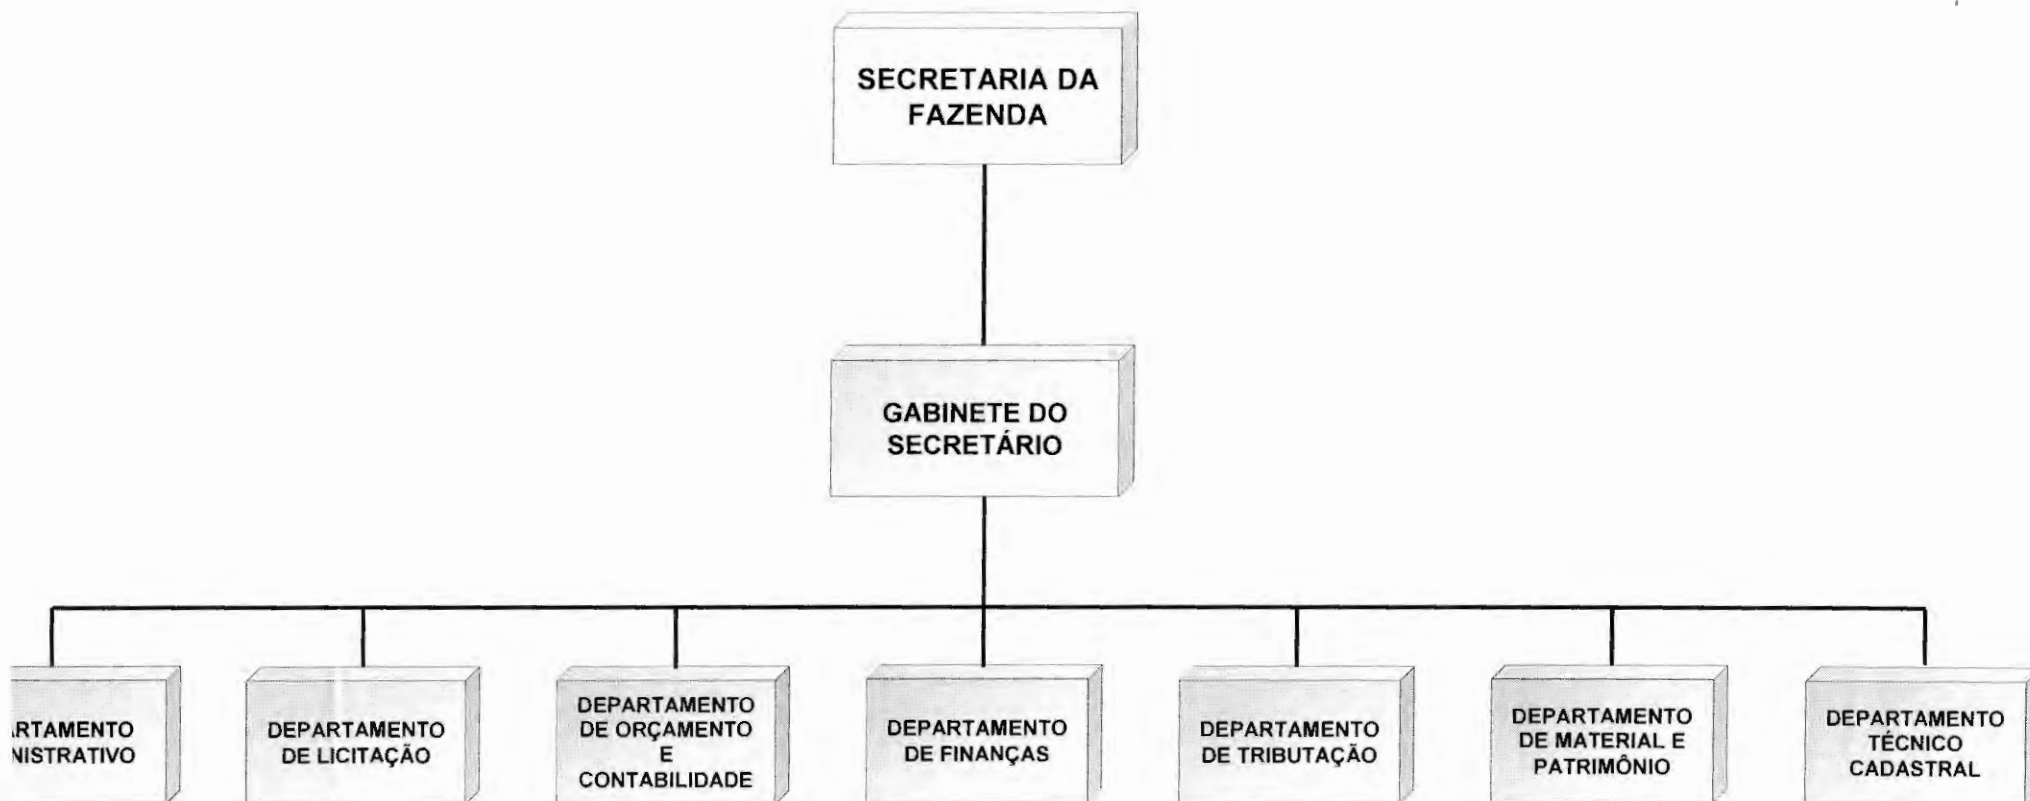 SECRETARIA DA
FAZENDA
GABINETE DO
SECRETÁRIO
ARTAMENTO
NISTRATIVO
DEPARTAMENTO
DE LICITAÇÃO
DEPARTAMENTO
DE ORÇAMENTO
E
CONTABILIDADE
DEPARTAMENTO
DE FINANÇAS
DEPARTAMENTO
DE TRIBUTAÇÃO
DEPARTAMENTO
DE MATERIAL E
PATRIMÔNIO
DEPARTAMENTO
TÉCNICO
CADASTRAL